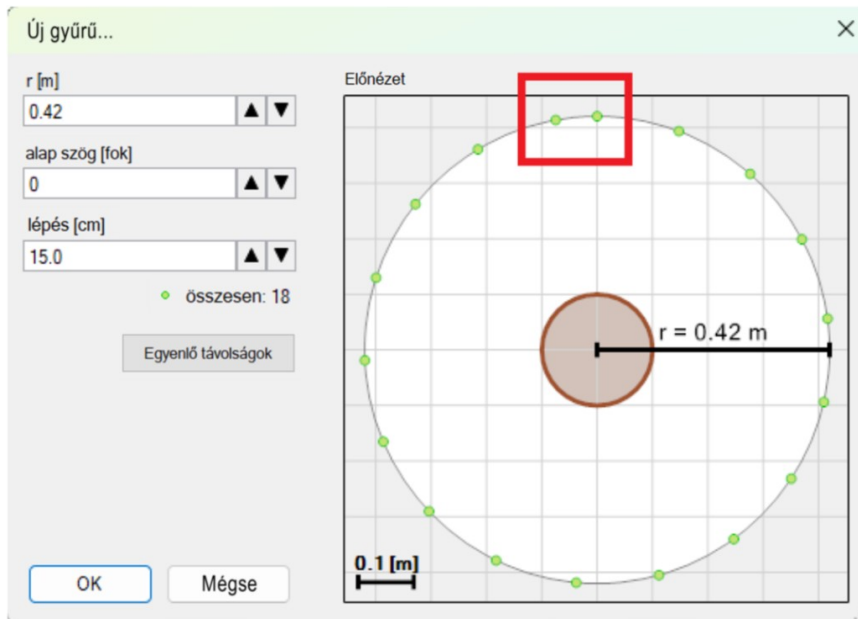 Új gyűrű...
r [m]
0.42
alap szög [fok]
0
lépés [cm]
15.0
összesen: 18
Egyenlő távolságok
OK
Mégse
Előnézet
r = 0.42 m
0.1 [m]